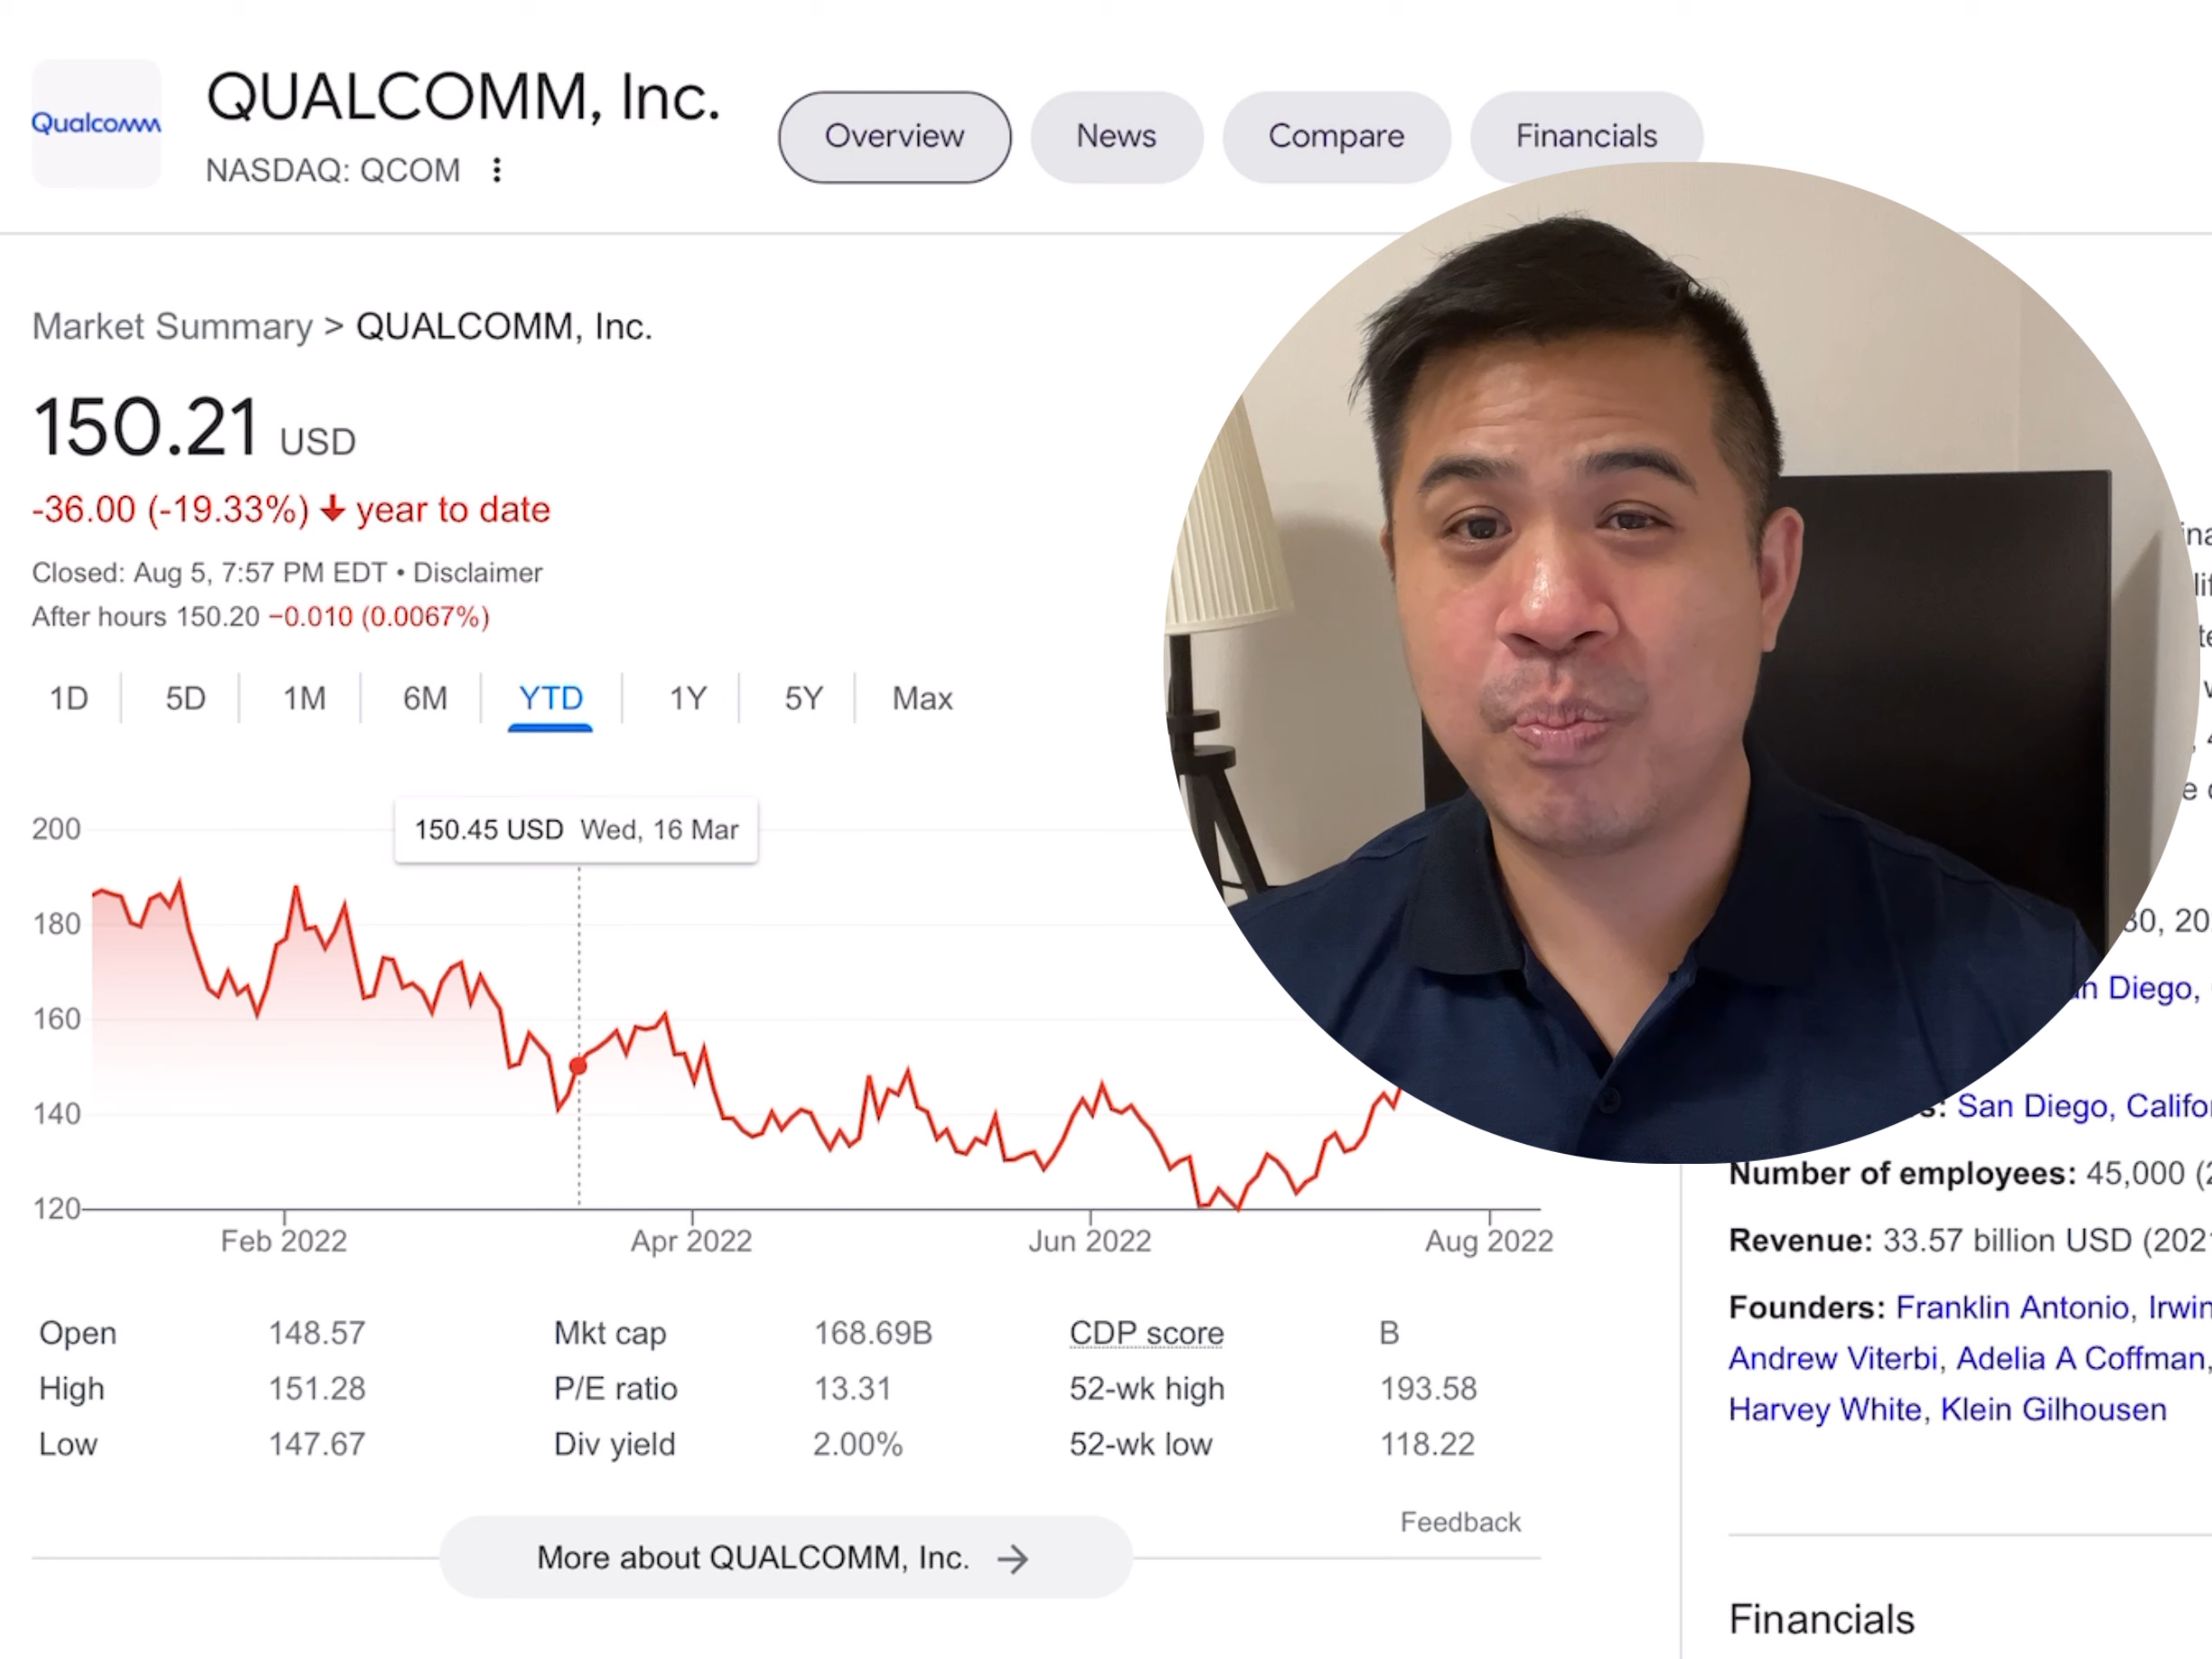 Qualcomm
QUALCOMM, Inc.
NASDAQ: QCOM
Overview
News
Compare
Financials
Market Summary > QUALCOMM, Inc.
150.21 USD
-36.00 (-19.33%) year to date
Closed: Aug 5, 7:57 PM EDT • Disclaimer
After hours 150.20 −0.010 (0.0067%)
1D 5D 1M 6M YTD 1Y 5Y Max
150.45 USD Wed, 16 Mar
200
180
160
140
120
Feb 2022 Apr 2022 Jun 2022 Aug 2022
Open 148.57 Mkt cap 168.69B CDP score B
High 151.28 P/E ratio 13.31 52-wk high 193.58
Low 147.67 Div yield 2.00% 52-wk low 118.22
Feedback
More about QUALCOMM, Inc.
30, 20
Diego,
San Diego, Califo
Number of employees: 45,000 (2
Revenue: 33.57 billion USD (202
Founders: Franklin Antonio, Irwin
Andrew Viterbi, Adelia A Coffman,
Harvey White, Klein Gilhousen
Financials